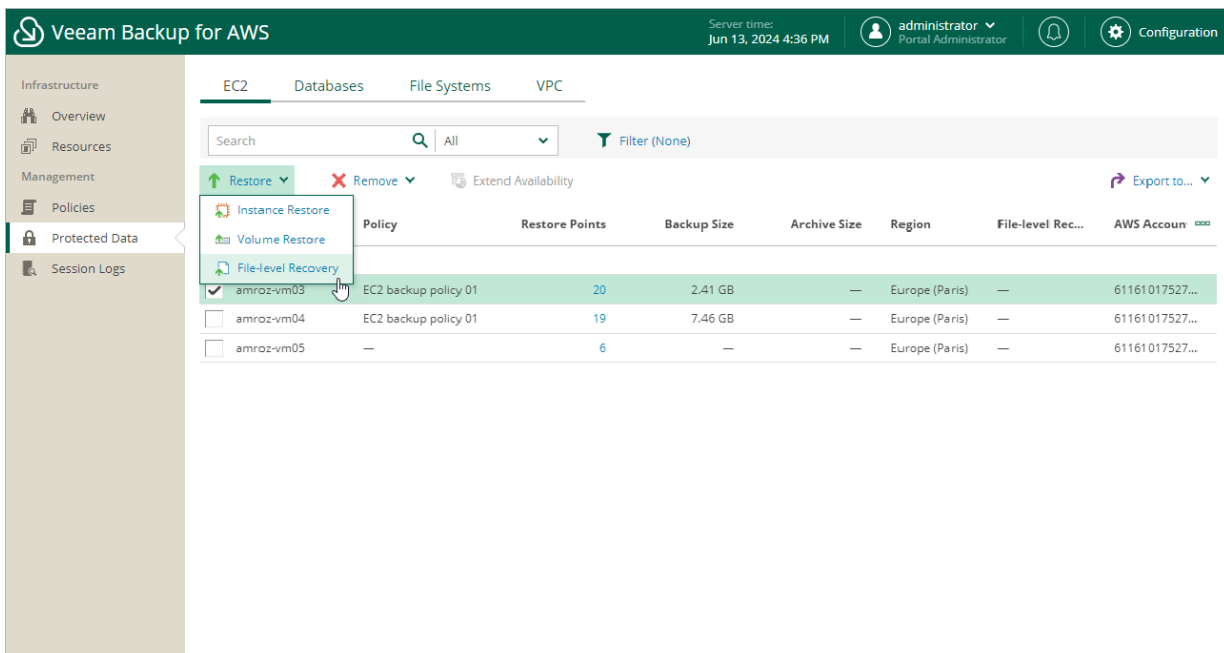 Veeam Backup for AWS
Server time:
Jun 13, 2024 4:36 PM
administrator
Portal Administrator
Configuration
Infrastructure
Overview
Resources
Management
Policies
Protected Data
Session Logs
EC2 Databases File Systems VPC
Search All Filter (None)
Restore Remove Extend Availability Export to...
Instance Restore
Volume Restore
File-level Recovery
Policy Restore Points Backup Size Archive Size Region File-level Rec... AWS Accoun
amroz-vm03 EC2 backup policy 01 20 2.41 GB — Europe (Paris) — 61161017527...
amroz-vm04 EC2 backup policy 01 19 7.46 GB — Europe (Paris) — 61161017527...
amroz-vm05 — 6 — — Europe (Paris) — 61161017527...